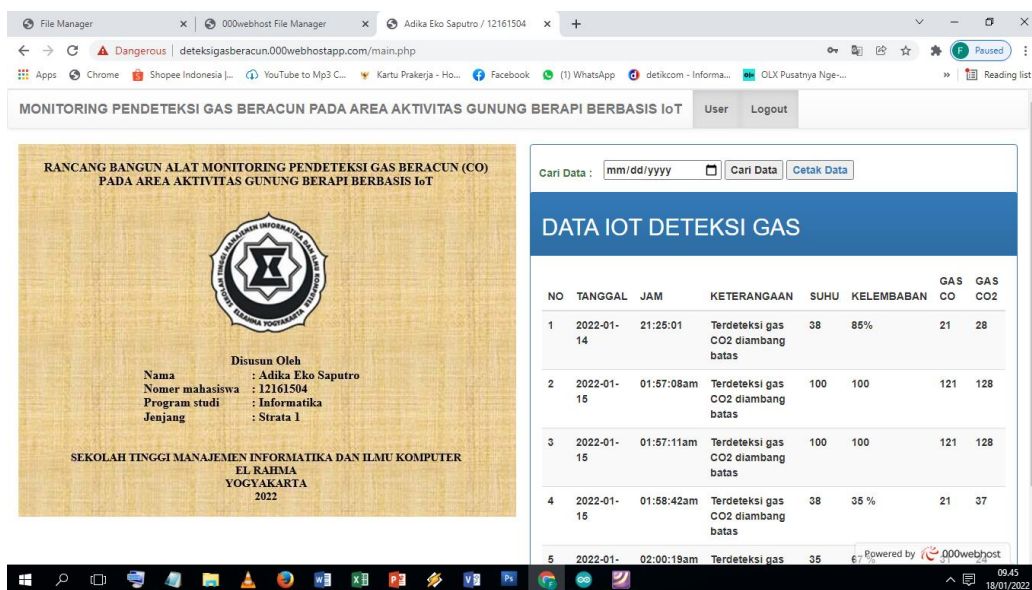 File Manager
000webhost File Manager
Adika Eko Saputro / 12161504
Dangerous
deteksigasberacun.000webhostapp.com/main.php
Paused
Apps
Chrome
Shopee Indonesia |...
YouTube to Mp3 C...
Kartu Prakerja - Ho...
Facebook
(1) WhatsApp
detikcom - Informa...
OLX Pusatnya Nge-...
»
Reading list
MONITORING PENDETEKSI GAS BERACUN PADA AREA AKTIVITAS GUNUNG BERAPI BERBASIS IoT
User
Logout
RANCANG BANGUN ALAT MONITORING PENDETEKSI GAS BERACUN (CO)
PADA AREA AKTIVITAS GUNUNG BERAPI BERBASIS IoT
SEKOLAH TINGGI MANAJEMEN INFORMATIKA DAN ILMU KOMPUTER
ELRAHMA YOGYAKARTA
Disusun Oleh
Nama : Adika Eko Saputro
Nomer mahasiswa : 12161504
Program studi : Informatika
Jenjang : Strata 1
SEKOLAH TINGGI MANAJEMEN INFORMATIKA DAN ILMU KOMPUTER
EL RAHMA
YOGYAKARTA
2022
Cari Data : mm/dd/yyyy Cari Data Cetak Data
DATA IOT DETEKSI GAS
NO TANGGAL JAM KETERANGAAN SUHU KELEMBABAN GAS CO GAS CO2
1 2022-01-14 21:25:01 Terdeteksi gas CO2 diambang batas 38 85% 21 28
2 2022-01-15 01:57:08am Terdeteksi gas CO2 diambang batas 100 100 121 128
3 2022-01-15 01:57:11am Terdeteksi gas CO2 diambang batas 100 100 121 128
4 2022-01-15 01:58:42am Terdeteksi gas CO2 diambang batas 38 35 % 21 37
5 2022-01- 02:00:19am Terdeteksi gas 35
Powered by 000webhost
09.45
18/01/2022